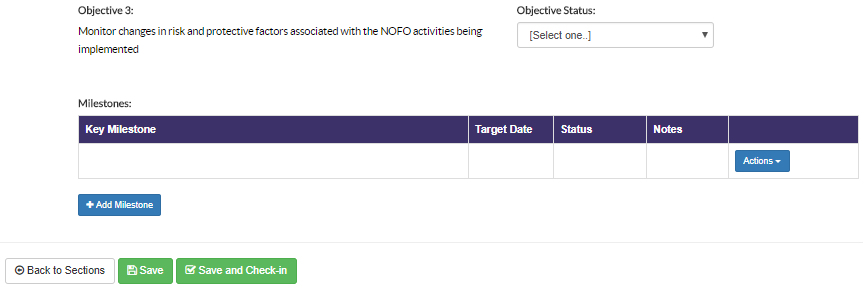 Objective 3:
Objective Status:
Monitor changes in risk and protective factors associated with the NOFO activities being
implemented
[Select one..]
Milestones:
Key Milestone Target Date Status Notes
Actions
Add Milestone
Back to Sections Save Save and Check-in